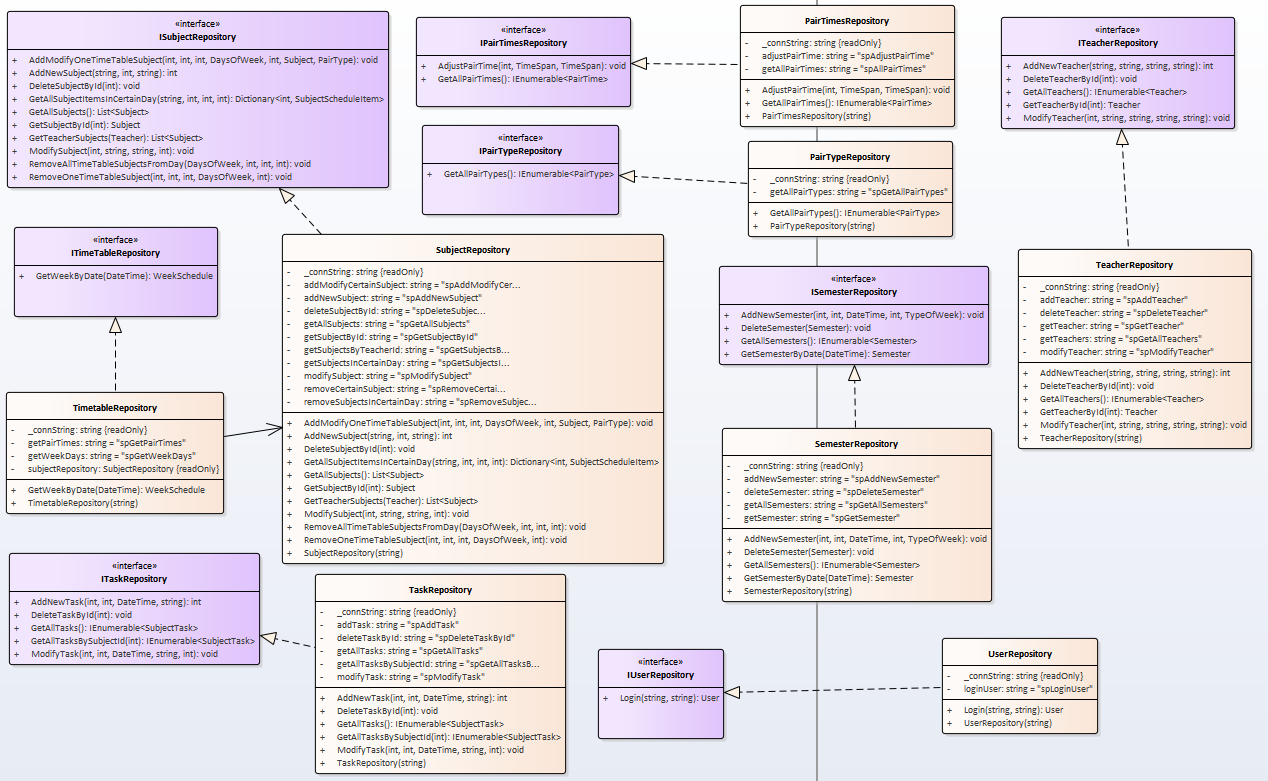 «interface»
ISubjectRepository
+ AddModifyOneTimeTableSubject(int, int, int, DaysOfWeek, int, Subject, PairType): void
+ AddNewSubject(string, int, string): int
+ DeleteSubjectById(int): void
+ GetAllSubjectItemsInCertainDay(string, int, int, int): Dictionary<int, SubjectScheduleItem>
+ GetAllSubjects(): List<Subject>
+ GetSubjectById(int): Subject
+ GetTeacherSubjects(Teacher): List<Subject>
+ ModifySubject(int, string, string, int): void
+ RemoveAllTimeTableSubjectsFromDay(DaysOfWeek, int, int, int): void
+ RemoveOneTimeTableSubject(int, int, int, DaysOfWeek, int): void
«interface»
IPairTimesRepository
+ AdjustPairTime(int, TimeSpan, TimeSpan): void
+ GetAllPairTimes(): IEnumerable<PairTime>
PairTimesRepository
- _connString: string {readOnly}
- adjustPairTime: string = "spAdjustPairTime"
- getAllPairTimes: string = "spAllPairTimes"
+ AdjustPairTime(int, TimeSpan, TimeSpan): void
+ GetAllPairTimes(): IEnumerable<PairTime>
+ PairTimesRepository(string)
«interface»
ITeacherRepository
+ AddNewTeacher(string, string, string, string): int
+ DeleteTeacherById(int): void
+ GetAllTeachers(): IEnumerable<Teacher>
+ GetTeacherById(int): Teacher
+ ModifyTeacher(int, string, string, string, string): void
«interface»
IPairTypeRepository
+ GetAllPairTypes(): IEnumerable<PairType>
PairTypeRepository
- _connString: string {readOnly}
- getAllPairTypes: string = "spGetAllPairTypes"
+ GetAllPairTypes(): IEnumerable<PairType>
+ PairTypeRepository(string)
«interface»
ITimeTableRepository
+ GetWeekByDate(DateTime): WeekSchedule
SubjectRepository
- _connString: string {readOnly}
- addModifyCertainSubject: string = "spAddModifyCer...
- addNewSubject: string = "spAddNewSubject"
- deleteSubjectById: string = "spDeleteSubjec...
- getAllSubjects: string = "spGetAllSubjects"
- getSubjectById: string = "spGetSubjectById"
- getSubjectsByTeacherId: string = "spGetSubjectsB...
- getSubjectsInCertainDay: string = "spGetSubjectsI...
- modifySubject: string = "spModifySubject"
- removeCertainSubject: string = "spRemoveCertai...
- removeSubjectsInCertainDay: string = "spRemoveSubjec...
+ AddModifyOneTimeTableSubject(int, int, int, DaysOfWeek, int, Subject, PairType): void
+ AddNewSubject(string, int, string): int
+ DeleteSubjectById(int): void
+ GetAllSubjectItemsInCertainDay(string, int, int, int): Dictionary<int, SubjectScheduleItem>
+ GetAllSubjects(): List<Subject>
+ GetSubjectById(int): Subject
+ GetTeacherSubjects(Teacher): List<Subject>
+ ModifySubject(int, string, string, int): void
+ RemoveAllTimeTableSubjectsFromDay(DaysOfWeek, int, int, int): void
+ RemoveOneTimeTableSubject(int, int, int, DaysOfWeek, int): void
+ SubjectRepository(string)
«interface»
ISemesterRepository
+ AddNewSemester(int, int, DateTime, int, TypeOfWeek): void
+ DeleteSemester(Semester): void
+ GetAllSemesters(): IEnumerable<Semester>
+ GetSemesterByDate(DateTime): Semester
TeacherRepository
- _connString: string {readOnly}
- addTeacher: string = "spAddTeacher"
- deleteTeacher: string = "spDeleteTeacher"
- getTeacher: string = "spGetTeacher"
- getTeachers: string = "spGetAllTeachers"
- modifyTeacher: string = "spModifyTeacher"
+ AddNewTeacher(string, string, string, string): int
+ DeleteTeacherById(int): void
+ GetAllTeachers(): IEnumerable<Teacher>
+ GetTeacherById(int): Teacher
+ ModifyTeacher(int, string, string, string, string): void
+ TeacherRepository(string)
TimetableRepository
- _connString: string {readOnly}
- getPairTimes: string = "spGetPairTimes"
- getWeekDays: string = "spGetWeekDays"
- subjectRepository: SubjectRepository {readOnly}
+ GetWeekByDate(DateTime): WeekSchedule
+ TimetableRepository(string)
SemesterRepository
- _connString: string {readOnly}
- addNewSemester: string = "spAddNewSemester"
- deleteSemester: string = "spDeleteSemester"
- getAllSemesters: string = "spGetAllSemesters"
- getSemester: string = "spGetSemester"
+ AddNewSemester(int, int, DateTime, int, TypeOfWeek): void
+ DeleteSemester(Semester): void
+ GetAllSemesters(): IEnumerable<Semester>
+ GetSemesterByDate(DateTime): Semester
+ SemesterRepository(string)
«interface»
ITaskRepository
+ AddNewTask(int, int, DateTime, string): int
+ DeleteTaskById(int): void
+ GetAllTasks(): IEnumerable<SubjectTask>
+ GetAllTasksBySubjectId(int): IEnumerable<SubjectTask>
+ ModifyTask(int, int, DateTime, string, int): void
TaskRepository
- _connString: string {readOnly}
- addTask: string = "spAddTask"
- deleteTaskById: string = "spDeleteTaskById"
- getAllTasks: string = "spGetAllTasks"
- getAllTasksBySubjectId: string = "spGetAllTasksB...
- modifyTask: string = "spModifyTask"
+ AddNewTask(int, int, DateTime, string): int
+ DeleteTaskById(int): void
+ GetAllTasks(): IEnumerable<SubjectTask>
+ GetAllTasksBySubjectId(int): IEnumerable<SubjectTask>
+ ModifyTask(int, int, DateTime, string, int): void
+ TaskRepository(string)
«interface»
IUserRepository
+ Login(string, string): User
UserRepository
- _connString: string {readOnly}
- loginUser: string = "spLoginUser"
+ Login(string, string): User
+ UserRepository(string)